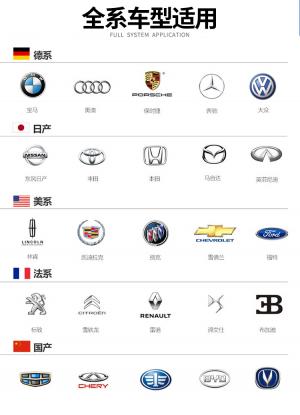 全系车型适用
FULL SYSTEM APPLICATION
德系
PORSCHE
宝马 奥迪 保时捷 奔驰 大众
日产
NISSAN
东风日产 丰田 本田 马自达 英菲尼迪
美系
LINCOLN CHEVROLET Ford
林肯 凯迪拉克 别克 雪佛兰 福特
法系
CITROËN RENAULT
标致 雪铁龙 雷诺 谛艾仕 布加迪
国产
CHERY BYD